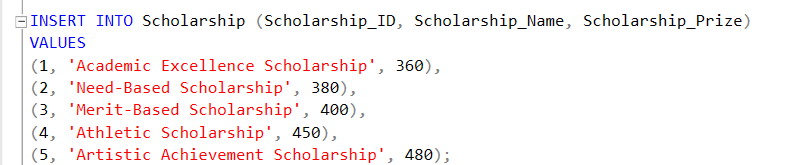 INSERT INTO Scholarship (Scholarship_ID, Scholarship_Name, Scholarship_Prize)
VALUES
(1, 'Academic Excellence Scholarship', 360),
(2, 'Need-Based Scholarship', 380),
(3, 'Merit-Based Scholarship', 400),
(4, 'Athletic Scholarship', 450),
(5, 'Artistic Achievement Scholarship', 480);